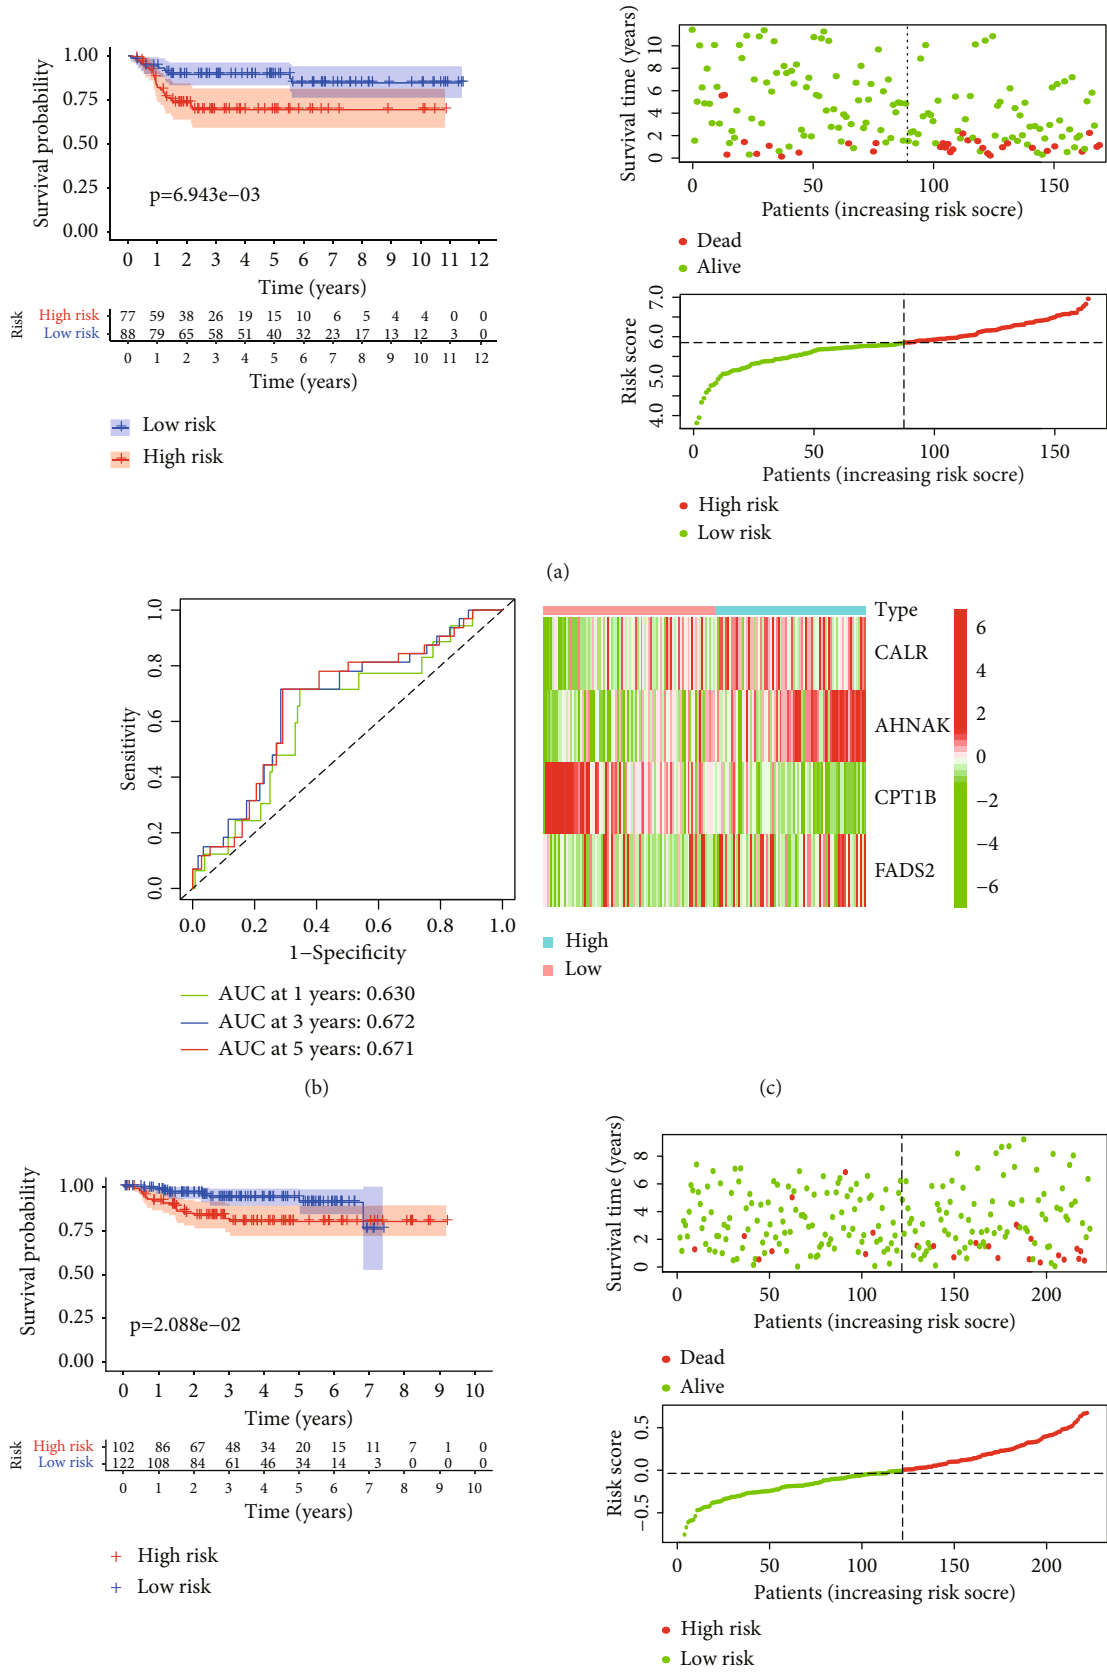 1.00
0.75
0.50
0.25
0.00
Survival probability
p=6.943e−03
0 1 2 3 4 5 6 7 8 9 10 11 12
Time (years)
Risk
High risk 77 59 38 26 19 15 10 6 5 4 4 0 0
Low risk 88 79 65 58 51 40 32 23 17 13 12 3 0
0 1 2 3 4 5 6 7 8 9 10 11 12
Time (years)
Low risk
High risk
Survival time (years)
10
8
6
4
2
0
0 50 100 150
Patients (increasing risk socre)
Dead
Alive
Risk score
7.0
6.0
5.0
4.0
0 50 100 150
Patients (increasing risk socre)
High risk
Low risk
(a)
Sensitivity
1.0
0.8
0.6
0.4
0.2
0.0
0.0 0.2 0.4 0.6 0.8 1.0
1−Specificity
AUC at 1 years: 0.630
AUC at 3 years: 0.672
AUC at 5 years: 0.671
(b)
Type
CALR
AHNAK
CPT1B
FADS2
6
4
2
0
−2
−4
−6
High
Low
(c)
Survival probability
1.00
0.75
0.50
0.25
0.00
p=2.088e−02
0 1 2 3 4 5 6 7 8 9 10
Time (years)
Risk
High risk 102 86 67 48 34 20 15 11 7 1 0
Low risk 122 108 84 61 46 34 14 3 0 0 0
0 1 2 3 4 5 6 7 8 9 10
Time (years)
High risk
Low risk
Survival time (years)
8
6
4
2
0
0 50 100 150 200
Patients (increasing risk socre)
Dead
Alive
Risk score
0.5
0.0
−0.5
0 50 100 150 200
Patients (increasing risk socre)
High risk
Low risk